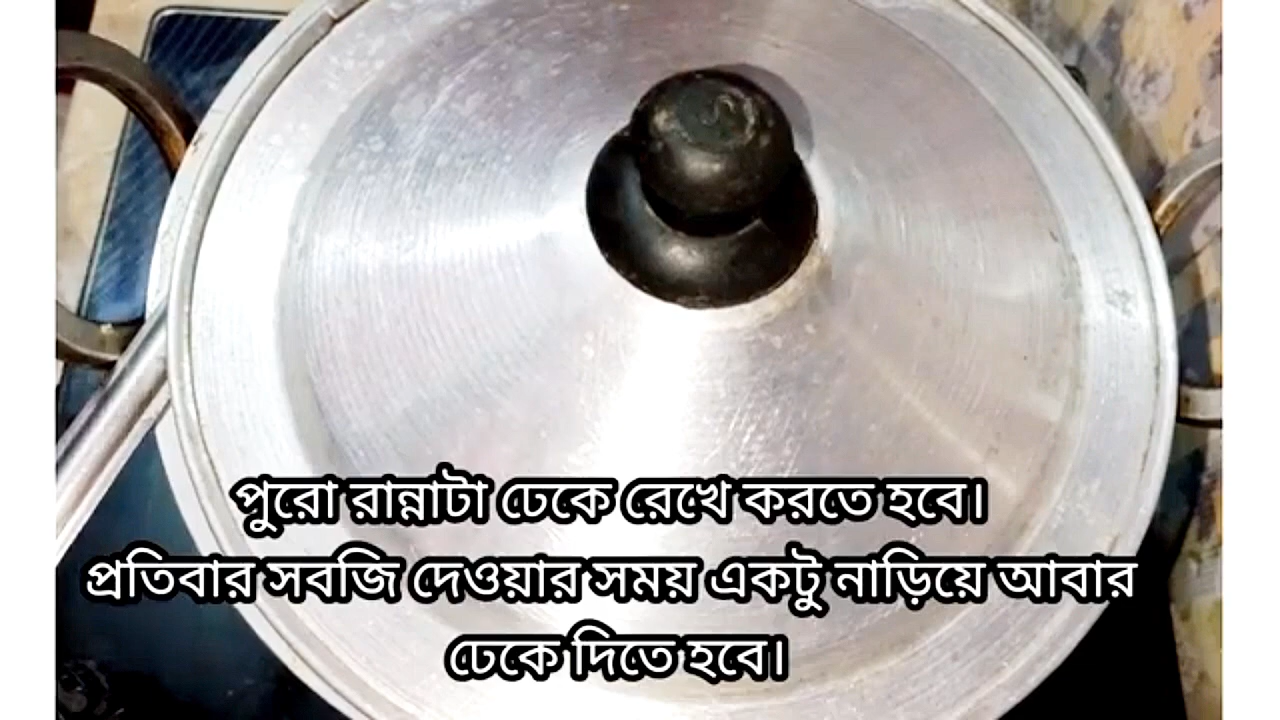 পুরো রান্নাটা ঢেকে রেখে করতে হবে।
প্রতিবার সবজি দেওয়ার সময় একটু নাড়িয়ে আবার
ঢেকে দিতে হবে।